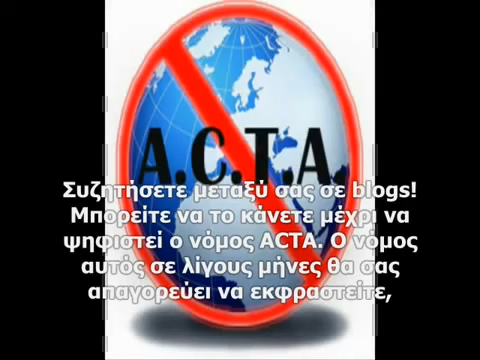 A.C.T.A.
Συζητήσετε μεταξύ σας σε blogs!
Μπορείτε να το κάνετε μέχρι να
ψηφιστεί ο νόμος ACTA. Ο νόμος
αυτός σε λίγους μήνες θα σας
απαγορεύει να εκφραστείτε,